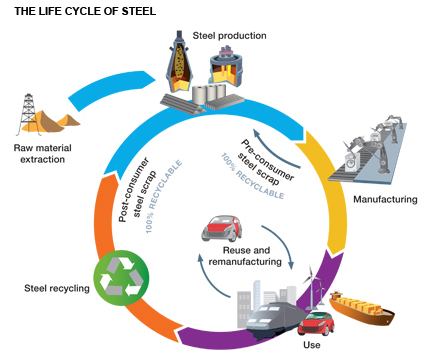 THE LIFE CYCLE OF STEEL
Steel production
Raw material
extraction
Post-consumer
steel scrap
100% RECYCLABLE
Pre-consumer
steel scrap
100% RECYCLABLE
Manufacturing
Reuse and
remanufacturing
Steel recycling
Use